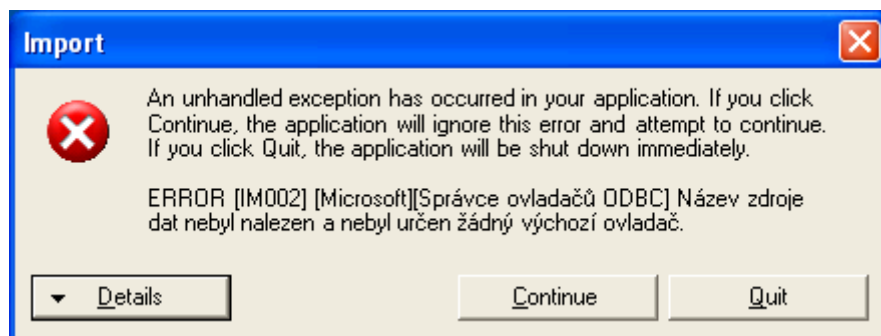 Import
An unhandled exception has occurred in your application. If you click
Continue, the application will ignore this error and attempt to continue.
If you click Quit, the application will be shut down immediately.
ERROR [IM002] [Microsoft][Správce ovladačů ODBC] Název zdroje
dat nebyl nalezen a nebyl určen žádný výchozí ovladač.
Details
Continue
Quit